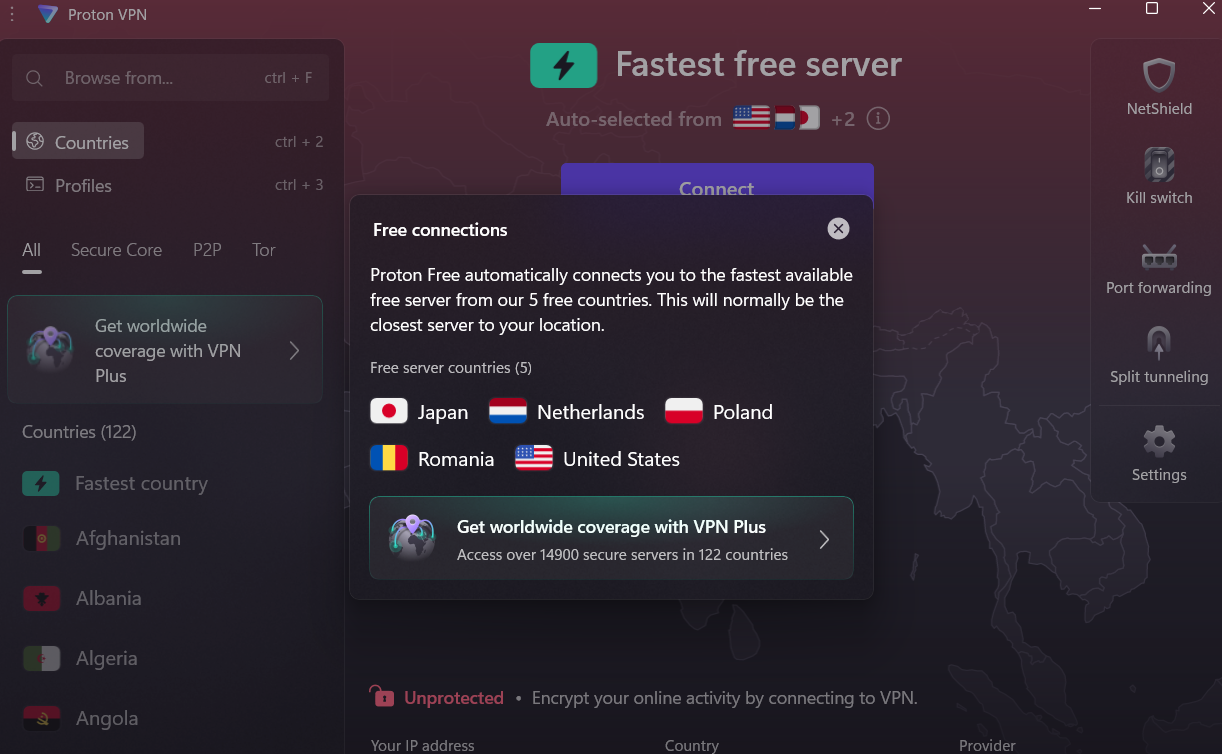 Proton VPN
Browse from...
ctrl + F
Countries
ctrl + 2
Profiles
ctrl + 3
All
Secure Core
P2P
Tor
Get worldwide
coverage with VPN
Plus
Countries (122)
Fastest country
Afghanistan
Albania
Algeria
Angola
Fastest free server
Auto-selected from
+2
Connect
Free connections
Proton Free automatically connects you to the fastest available
free server from our 5 free countries. This will normally be the
closest server to your location.
Free server countries (5)
Japan
Netherlands
Poland
Romania
United States
Get worldwide coverage with VPN Plus
Access over 14900 secure servers in 122 countries
Unprotected • Encrypt your online activity by connecting to VPN.
Your IP address
Country
Provider
NetShield
Kill switch
Port forwarding
Split tunneling
Settings